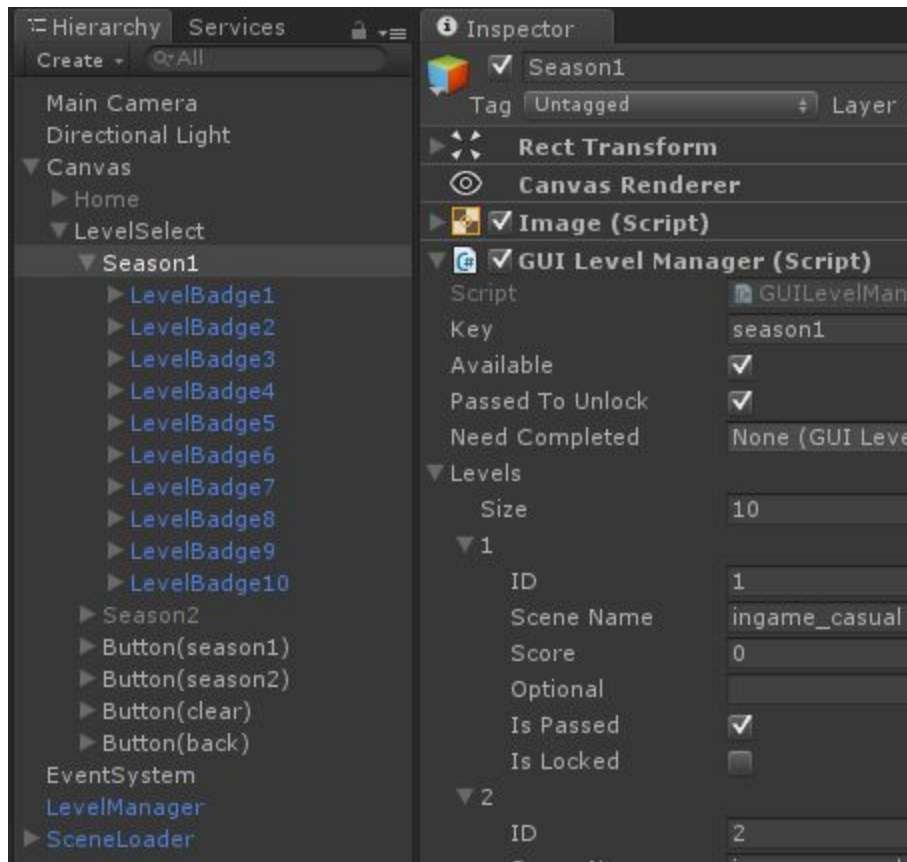 Hierarchy Services
Create All
Main Camera
Directional Light
Canvas
Home
LevelSelect
Season1
LevelBadge1
LevelBadge2
LevelBadge3
LevelBadge4
LevelBadge5
LevelBadge6
LevelBadge7
LevelBadge8
LevelBadge9
LevelBadge10
Season2
Button(season1)
Button(season2)
Button(clear)
Button(back)
EventSystem
LevelManager
SceneLoader
Inspector
Season1
Tag Untagged Layer
Rect Transform
Canvas Renderer
Image (Script)
C# GUI Level Manager (Script)
Script GUILevelMan
Key season1
Available
Passed To Unlock
Need Completed None (GUI Leve
Levels
Size 10
1
ID 1
Scene Name ingame_casual
Score 0
Optional
Is Passed
Is Locked
2
ID 2